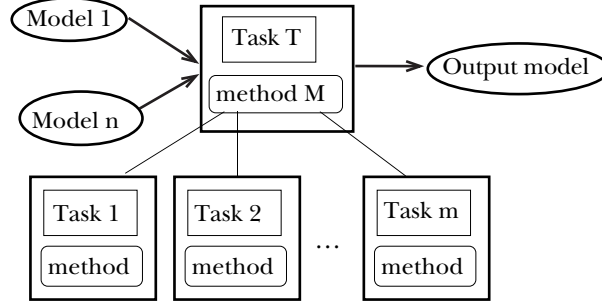 Model 1
Task T
Output model
method M
Model n
Task 1
Task 2
Task m
...
method
method
method